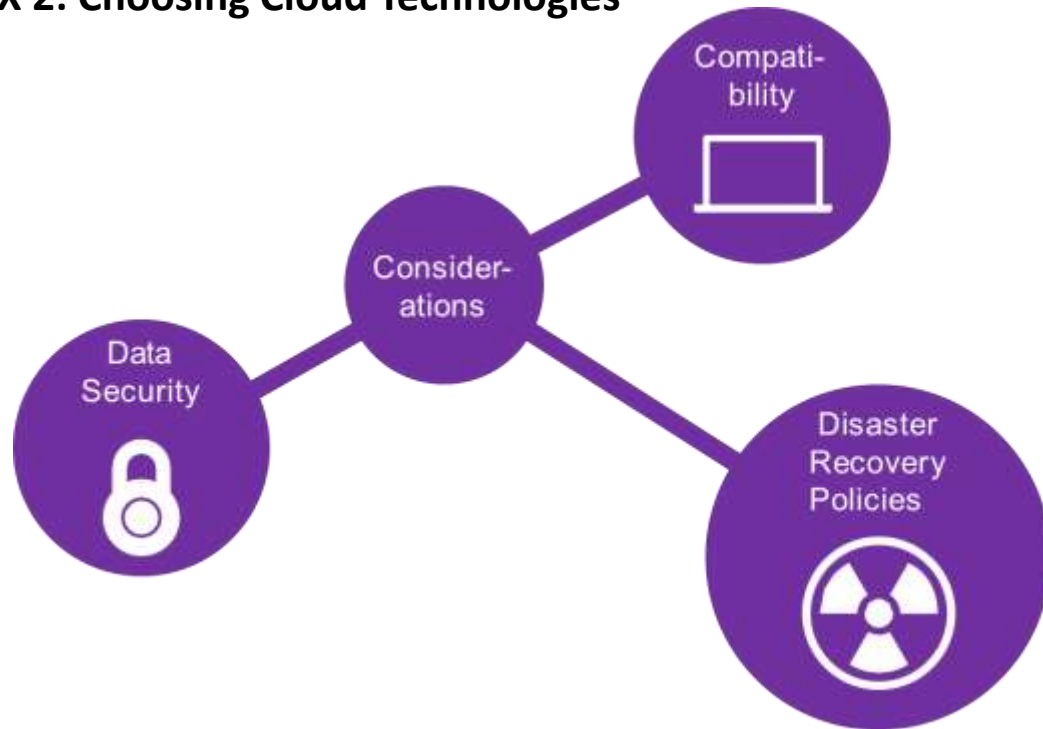 X 2: Choosing Cloud Technologies
Compati-
bility
Consider-
ations
Data
Security
Disaster
Recovery
Policies